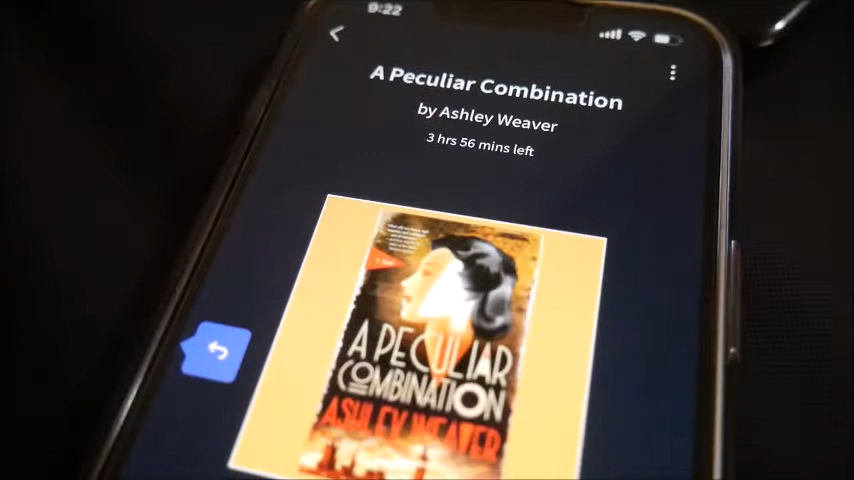 9:22
A Peculiar Combination
by Ashley Weaver
3 hrs 56 mins left
A PECULIAR
COMBINATION
ASHLEY WEAVER